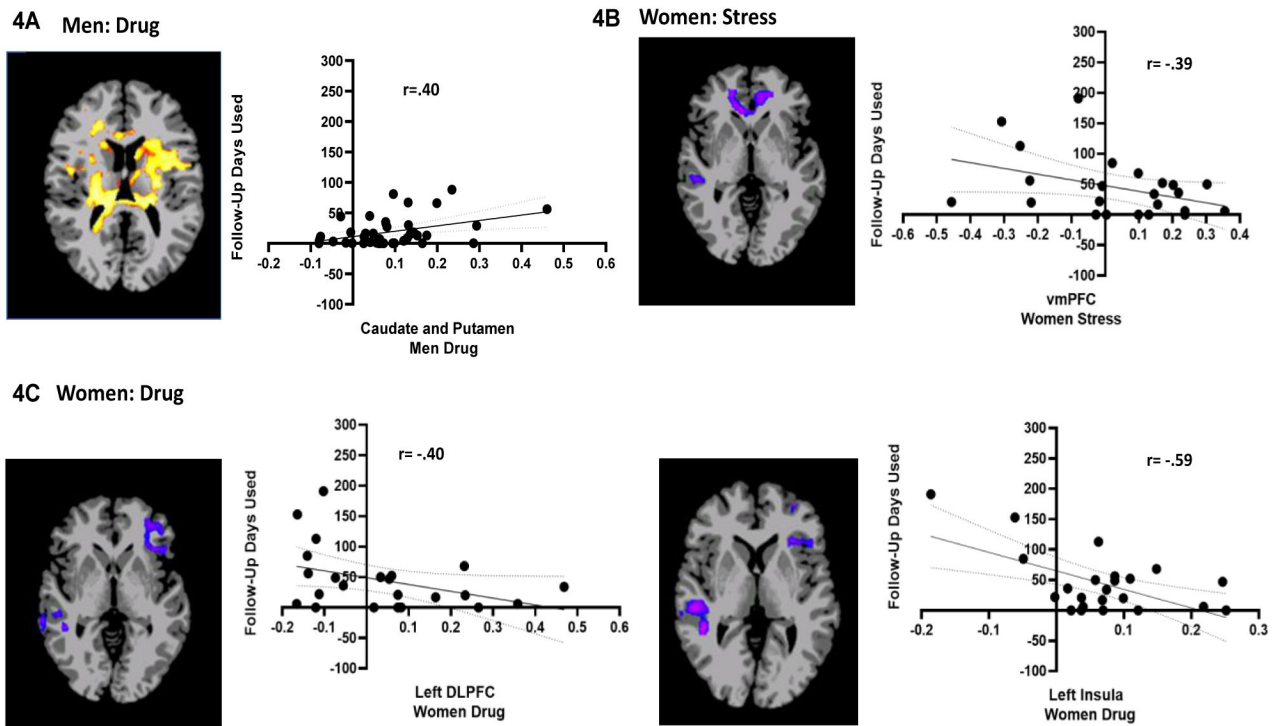 4A Men: Drug
300
250
200
150
100
50
-50
-100
-0.2 -0.1 0.1 0.2 0.3 0.4 0.5 0.6
Follow-Up Days Used
r=.40
Caudate and Putamen
Men Drug
4B Women: Stress
300
250
200
150
100
50
-50
-100
-0.6 -0.5 -0.4 -0.3 -0.2 -0.1 0.1 0.2 0.3 0.4
Follow-Up Days Used
r= -.39
vmPFC
Women Stress
4C Women: Drug
300
250
200
150
100
50
-50
-100
-0.2 -0.1 0.1 0.2 0.3 0.4 0.5 0.6
Follow-Up Days Used
r= -.40
Left DLPFC
Women Drug
300
250
200
150
100
50
-50
-100
-0.2 -0.1 0.1 0.2 0.3
Follow-Up Days Used
r= -.59
Left Insula
Women Drug